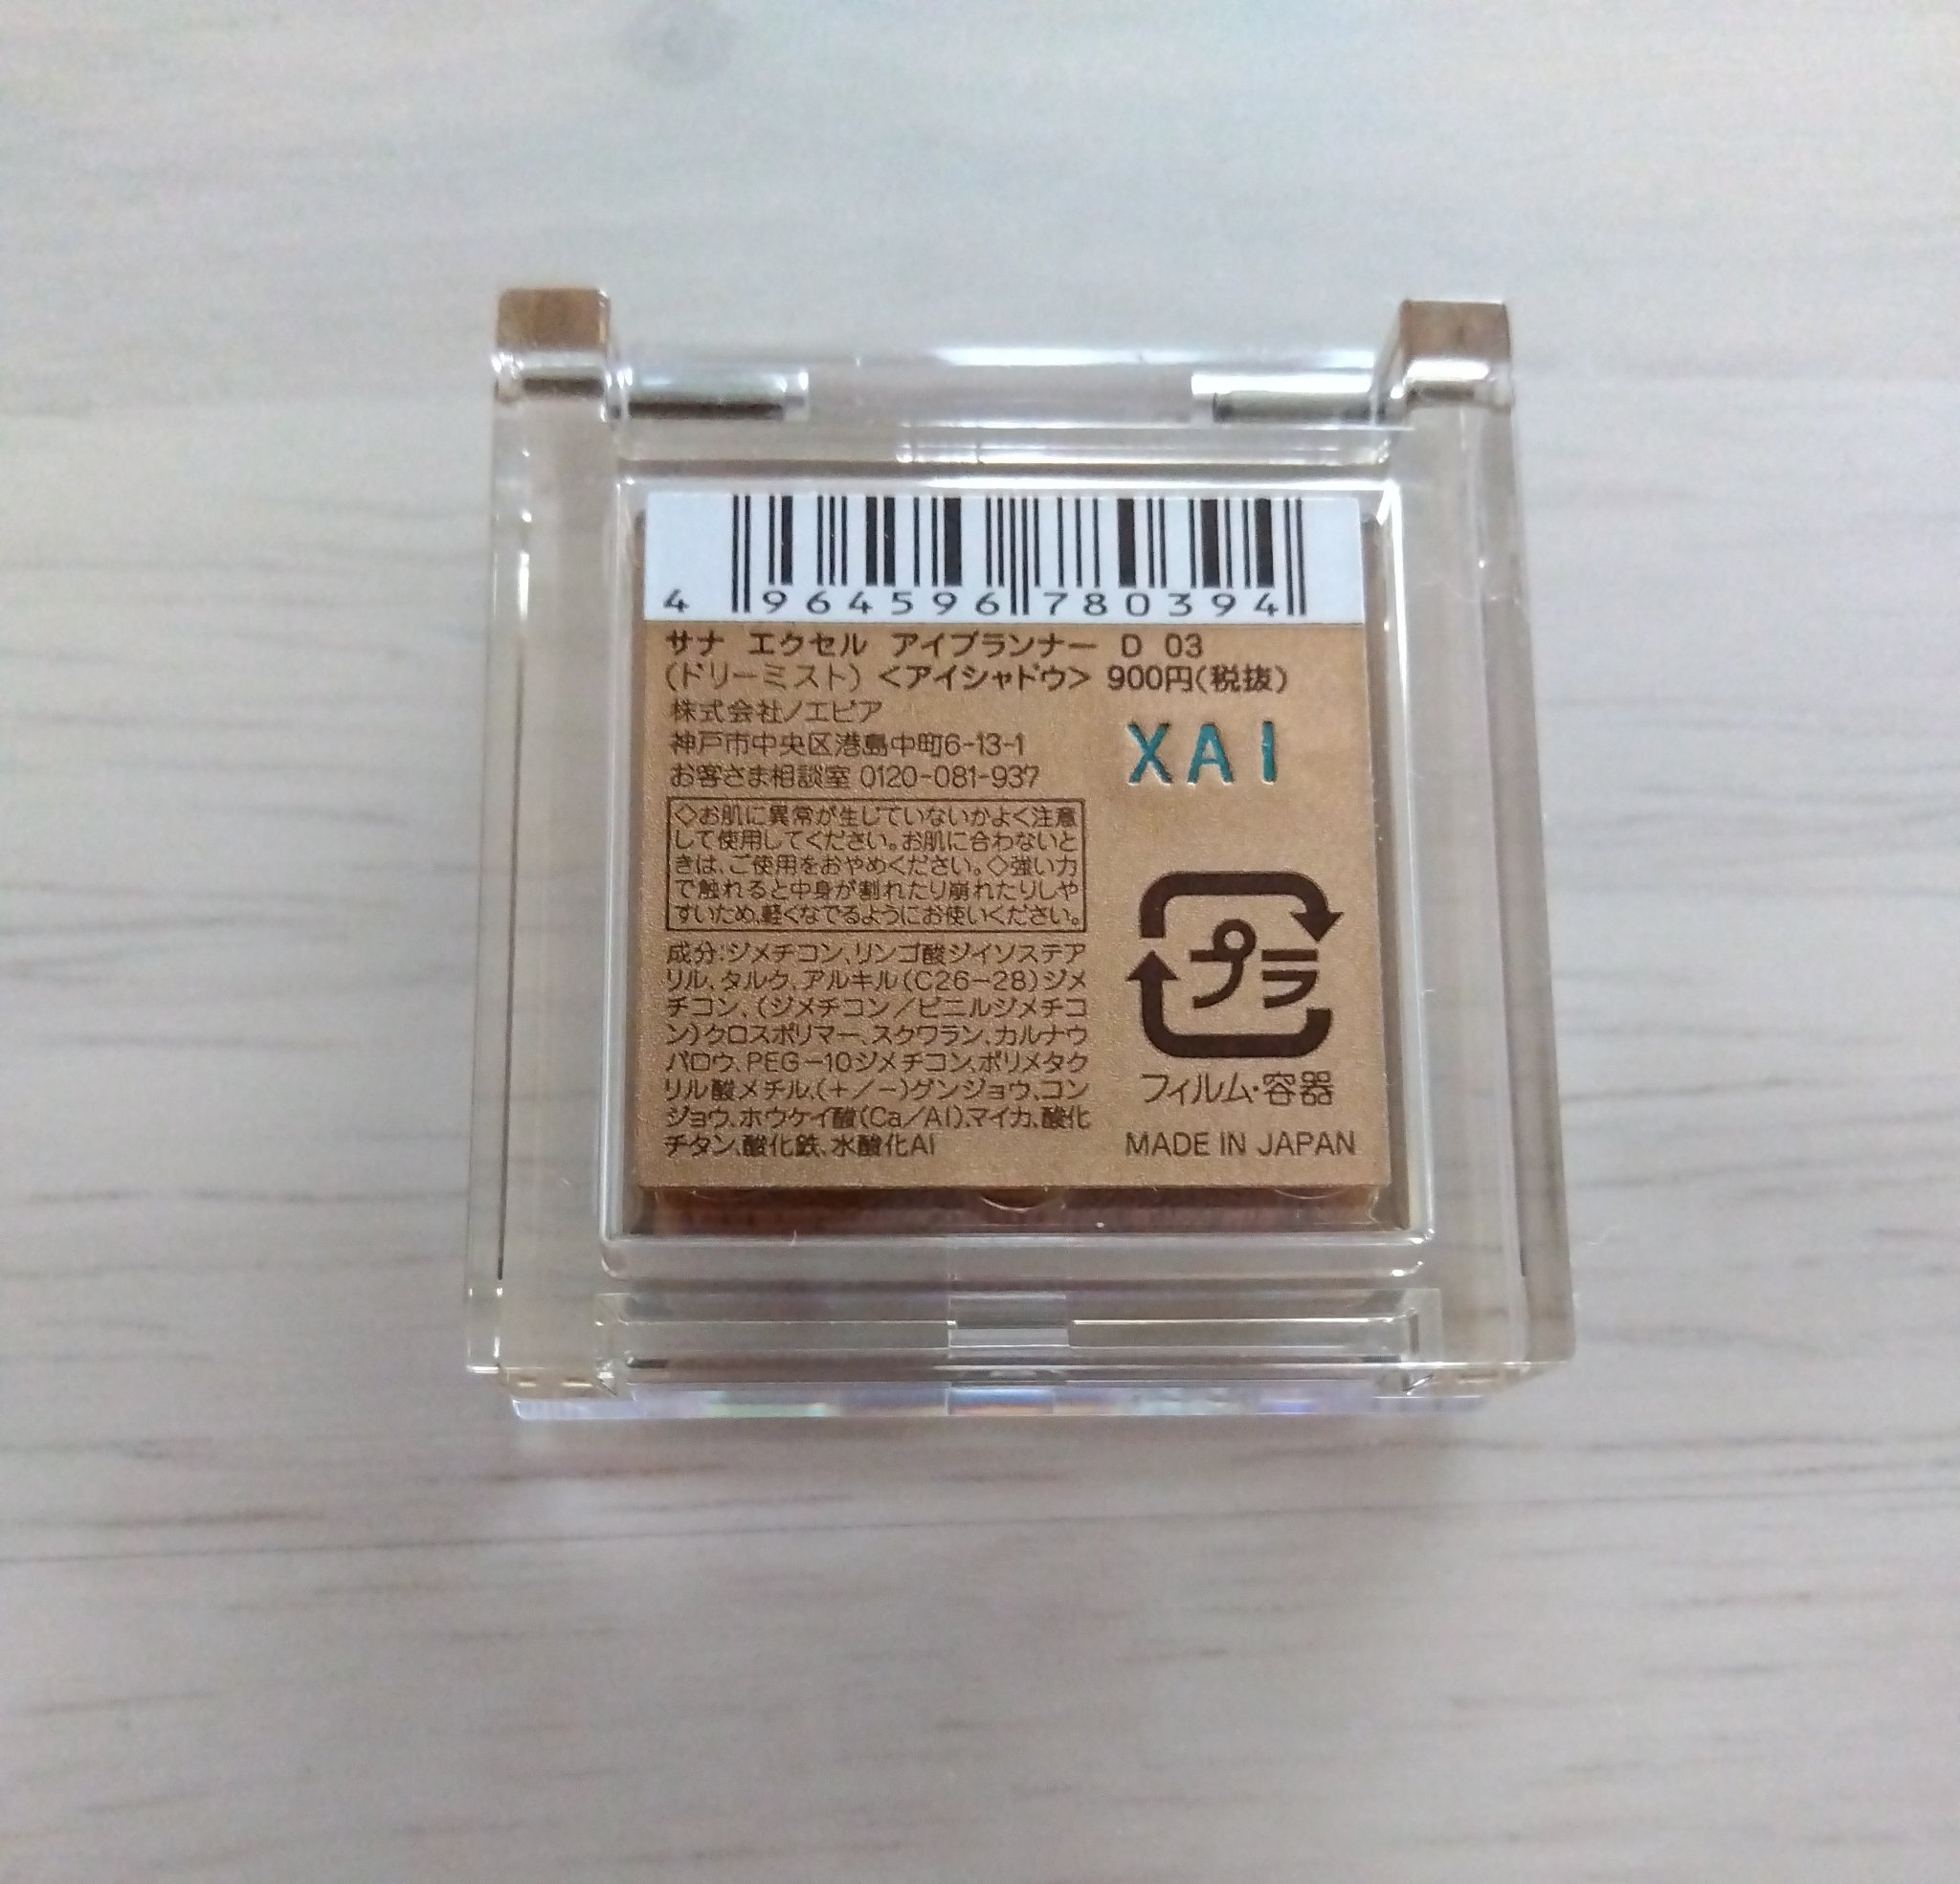 4 964596 780394
サナ エクセル アイプランナー D 03
(ドリーミスト) <アイシャドウ> 900円(税抜)
株式会社ノエビア
神戸市中央区港島中町6-13-1
お客さま相談室 0120-081-937
XA1
◇お肌に異常が生じていないかよく注意
して使用してください。お肌に合わないと
きは、ご使用をおやめください。◇強い力
で触れると中身が割れたり崩れたりしや
すいため、軽くなでるようにお使いください。
成分:ジメチコン、リンゴ酸ジイソステア
リル、タルク、アルキル(C26-28)ジメ
チコン、(ジメチコン/ビニルジメチコ
ン)クロスポリマー、スクワラン、カルナウ
バロウ、PEG-10ジメチコン、ポリメタク
リル酸メチル、(+/-)グンジョウ、コン
ジョウ、ホウケイ酸(Ca/Al)、マイカ、酸化
チタン、酸化鉄、水酸化Al
プラ
フィルム・容器
MADE IN JAPAN